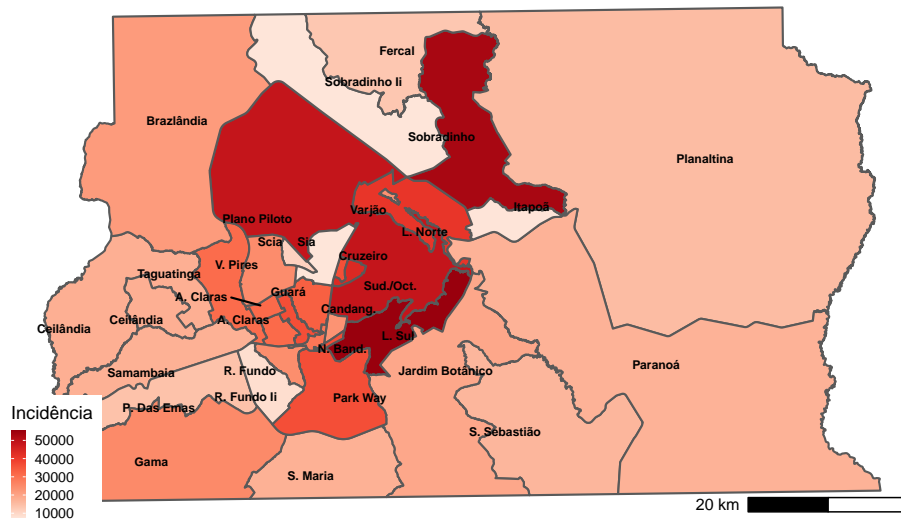 Fercal
Sobradinho Ii
Brazlândia
Sobradinho
Planaltina
Itapoã
Varjão
Plano Piloto
L. Norte
Scia
Sia
Cruzeiro
V. Pires
Taguatinga
Sud./Oct.
Guará
A. Claras
Candang.
Ceilândia
Ceilândia
A. Claras
L. Sul
N. Band.
Paranoá
Samambaia
R. Fundo
Jardim Botânico
R. Fundo Ii
Park Way
P. Das Emas
S. Sebastião
Gama
S. Maria
Incidência
50000
40000
30000
20000
10000
20 km